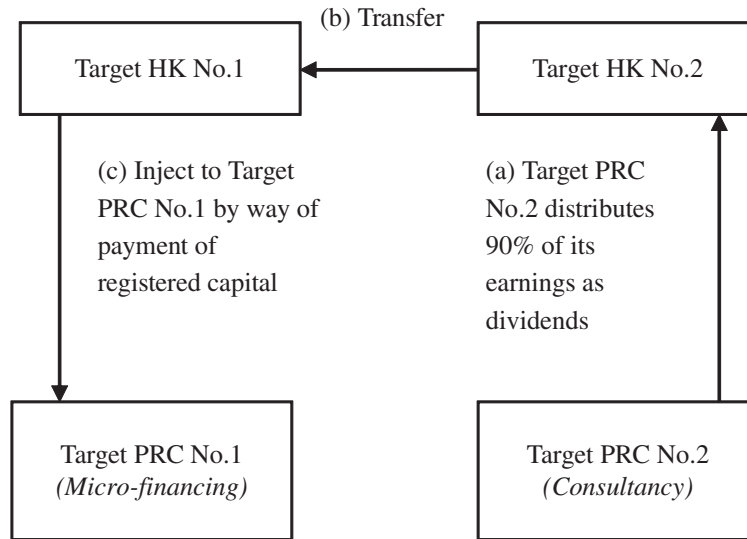 (b) Transfer
Target HK No.1
Target HK No.2
(c) Inject to Target
PRC No.1 by way of
payment of
registered capital
(a) Target PRC
No.2 distributes
90% of its
earnings as
dividends
Target PRC No.1
(Micro-financing)
Target PRC No.2
(Consultancy)